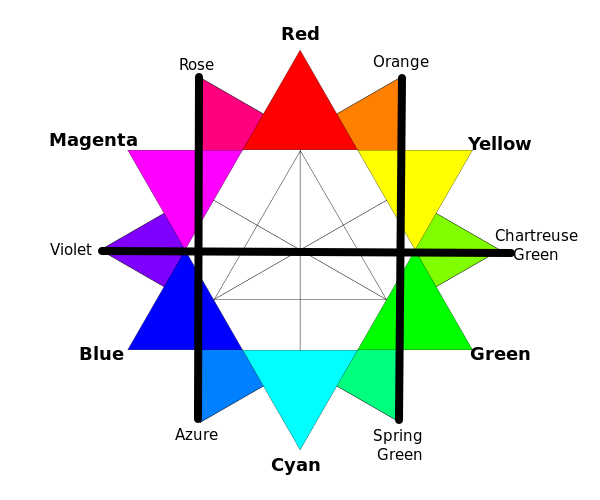 Red
Rose
Orange
Magenta
Yellow
Violet
Chartreuse
Green
Blue
Green
Azure
Spring
Green
Cyan